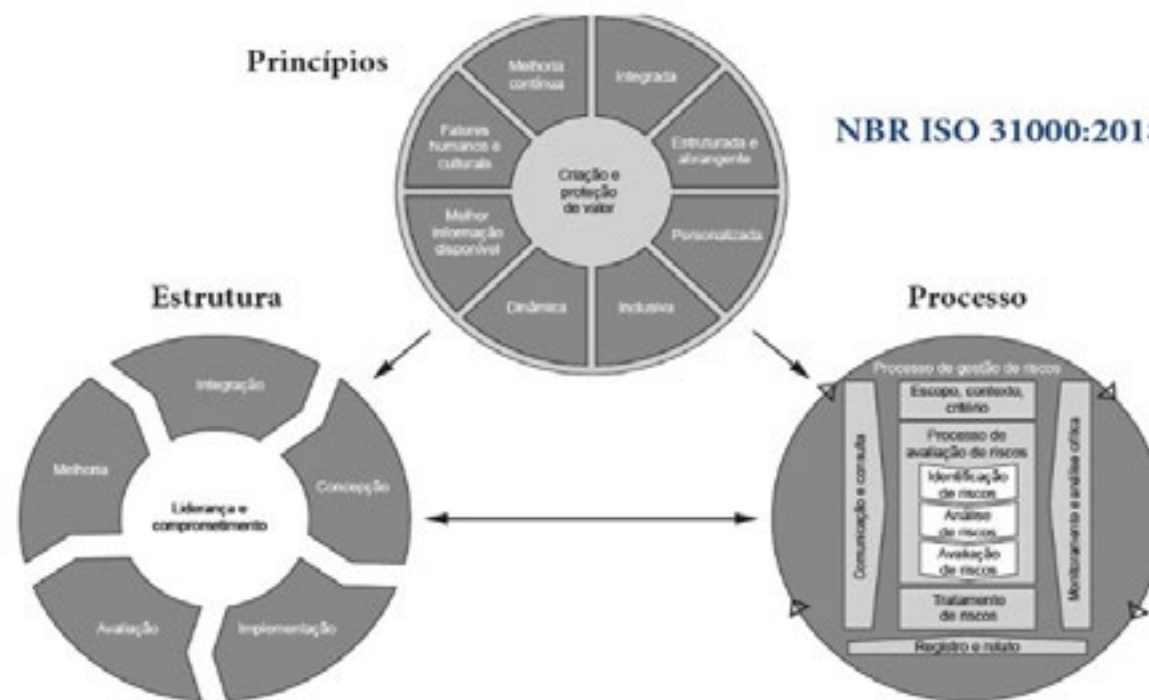 Princípios
NBR ISO 31000:2018
Melhoria
contínua
Integrada
Fatores
humanos e
culturais
Estruturada e
abrangente
Criação e
proteção
de valor
Melhor
informação
disponível
Personalizada
Dinâmica
Inclusiva
Estrutura
Processo
Integração
Melhoria
Concepção
Liderança e
comprometimento
Avaliação
Implementação
Processo de gestão de riscos
Escopo, contexto,
critério
Processo de
avaliação de riscos
Identificação
de riscos
Análise
de riscos
Avaliação
de riscos
Tratamento
de riscos
Comunicação e consulta
Monitoramento e análise crítica
Registro e relato